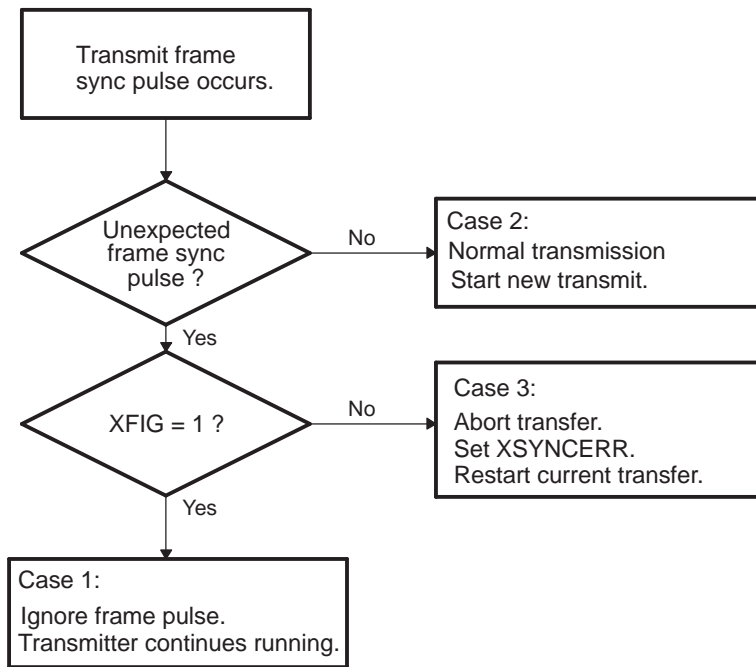 Transmit frame
sync pulse occurs.
Unexpected
frame sync
pulse ?
No
Case 2:
Normal transmission
Start new transmit.
Yes
XFIG = 1 ?
No
Case 3:
Abort transfer.
Set XSYNCERR.
Restart current transfer.
Yes
Case 1:
Ignore frame pulse.
Transmitter continues running.